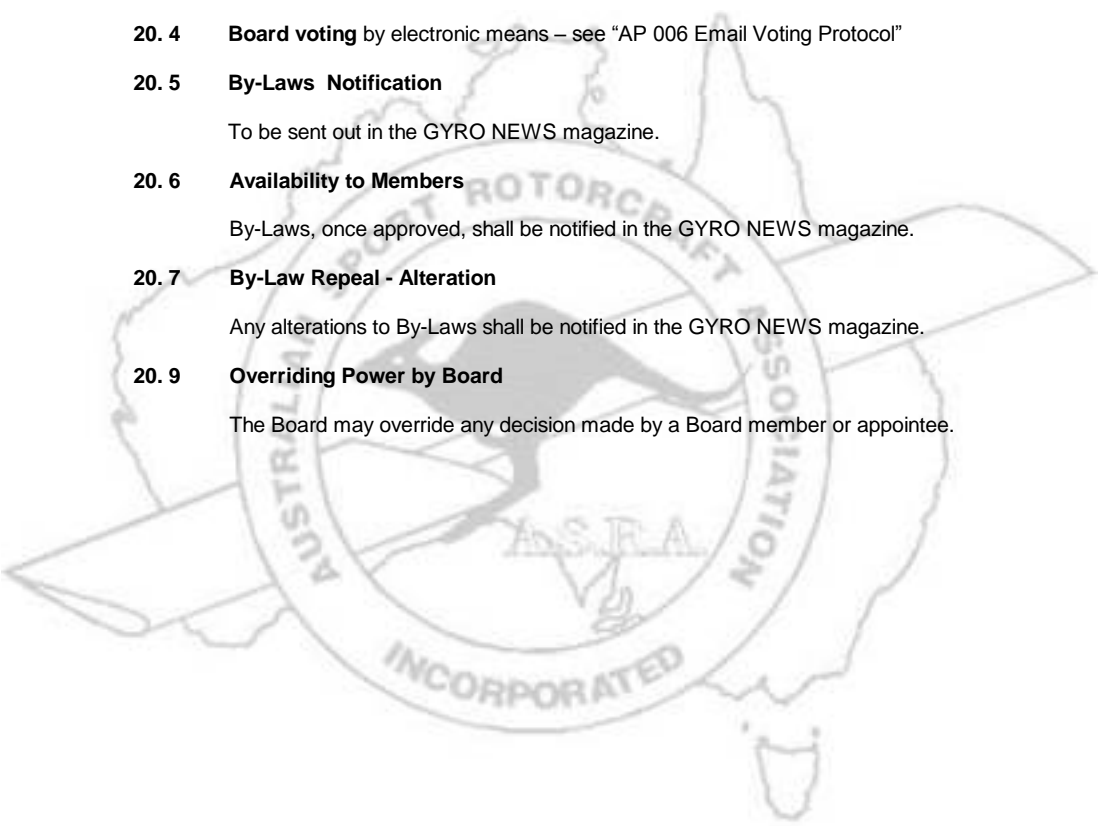 20. 4 Board voting by electronic means – see “AP 006 Email Voting Protocol”
20. 5 By-Laws Notification
To be sent out in the GYRO NEWS magazine.
20. 6 Availability to Members
By-Laws, once approved, shall be notified in the GYRO NEWS magazine.
20. 7 By-Law Repeal - Alteration
Any alterations to By-Laws shall be notified in the GYRO NEWS magazine.
20. 9 Overriding Power by Board
The Board may override any decision made by a Board member or appointee.
AUSTRALIAN SPORT ROTORCRAFT ASSOCIATION
A.S.R.A.
INCORPORATED